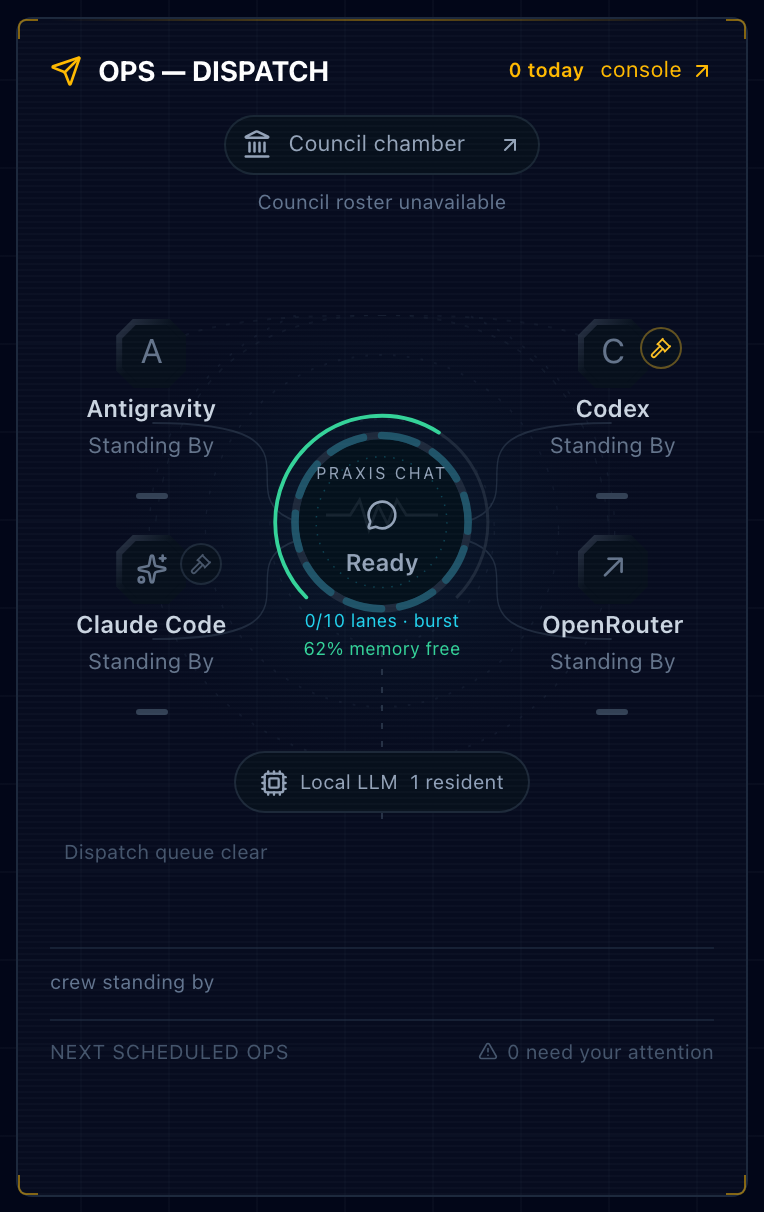 OPS — DISPATCH
0 today console
Council chamber
Council roster unavailable
A
C
Antigravity
Standing By
Codex
Standing By
PRAXIS CHAT
Ready
Claude Code
Standing By
0/10 lanes · burst
62% memory free
OpenRouter
Standing By
Local LLM 1 resident
Dispatch queue clear
crew standing by
NEXT SCHEDULED OPS
0 need your attention